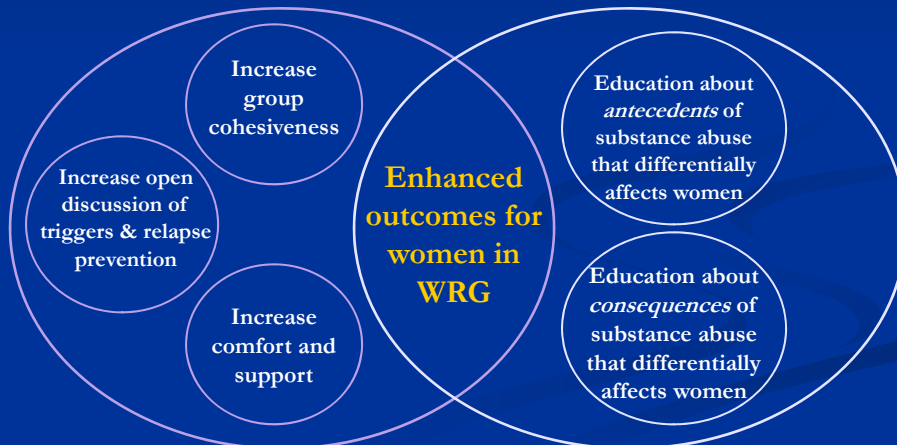 Increase
group
cohesiveness
Increase open
discussion of
triggers & relapse
prevention
Increase
comfort and
support
Enhanced
outcomes for
women in
WRG
Education about
antecedents of
substance abuse
that differentially
affects women
Education about
consequences of
substance abuse
that differentially
affects women